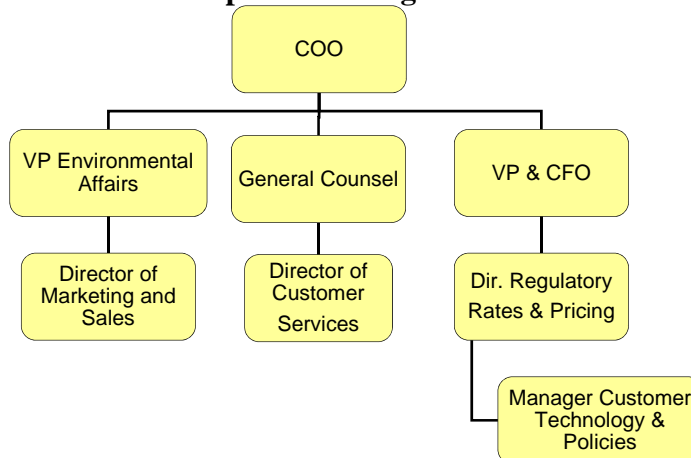 COO
VP Environmental
Affairs
General Counsel
VP & CFO
Director of
Marketing and
Sales
Director of
Customer
Services
Dir. Regulatory
Rates & Pricing
Manager Customer
Technology &
Policies